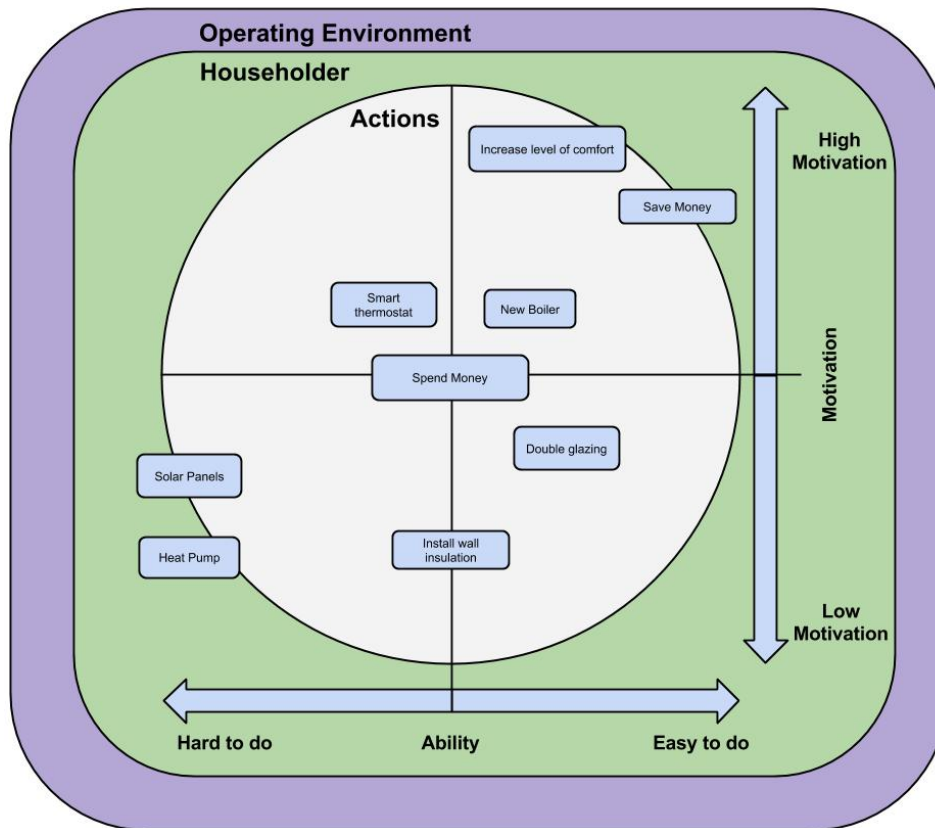 Operating Environment
Householder
Actions
Increase level of comfort
High
Motivation
Save Money
Smart
thermostat
New Boiler
Motivation
Spend Money
Double glazing
Solar Panels
Install wall
insulation
Heat Pump
Low
Motivation
Hard to do
Ability
Easy to do